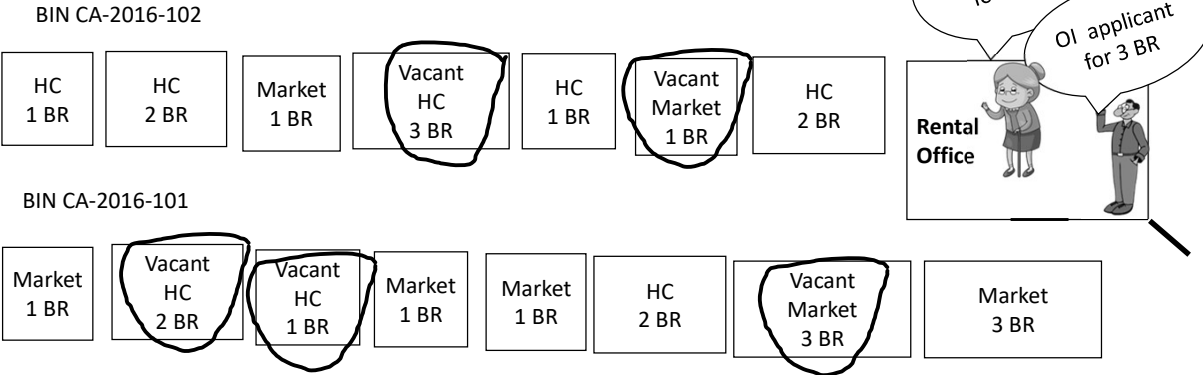 BIN CA-2016-102
HC
1 BR
HC
2 BR
Market
1 BR
Vacant
HC
3 BR
HC
1 BR
Vacant
Market
1 BR
HC
2 BR
OI applicant
for 3 BR
Rental
Office
BIN CA-2016-101
Market
1 BR
Vacant
HC
2 BR
Vacant
HC
1 BR
Market
1 BR
Market
1 BR
HC
2 BR
Vacant
Market
3 BR
Market
3 BR